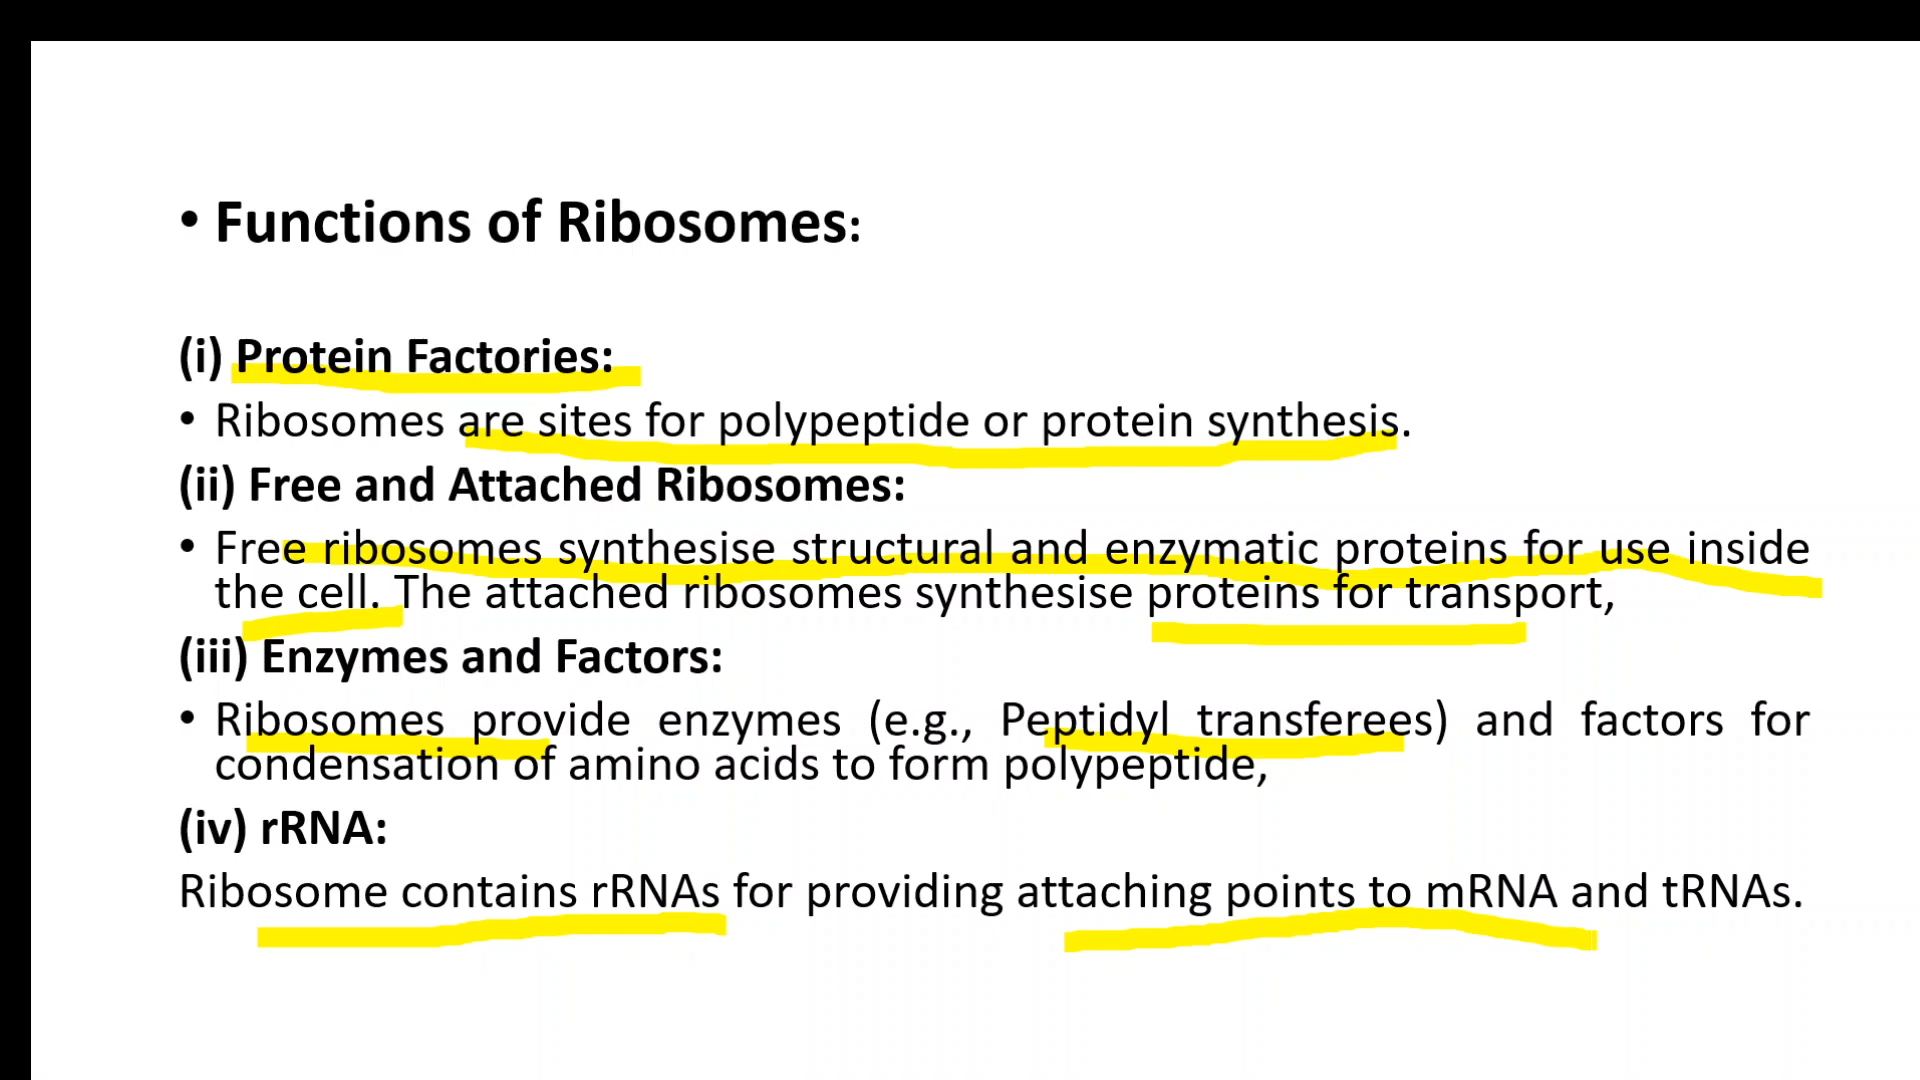 • Functions of Ribosomes:
(i) Protein Factories:
• Ribosomes are sites for polypeptide or protein synthesis.
(ii) Free and Attached Ribosomes:
• Free ribosomes synthesise structural and enzymatic proteins for use inside
the cell. The attached ribosomes synthesise proteins for transport,
(iii) Enzymes and Factors:
• Ribosomes provide enzymes (e.g., Peptidyl transferees) and factors for
condensation of amino acids to form polypeptide,
(iv) rRNA:
Ribosome contains rRNAs for providing attaching points to mRNA and tRNAs.